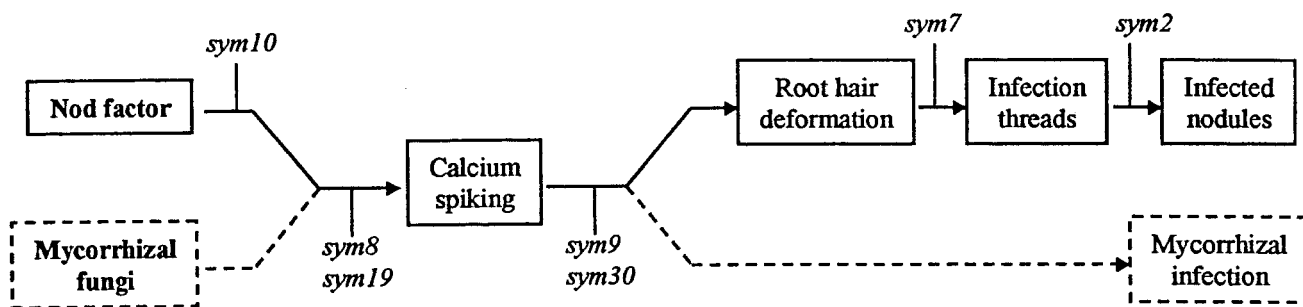 sym10
sym7
sym2
Nod factor
Root hair
deformation
Infection
threads
Infected
nodules
Calcium
spiking
Mycorrhizal
fungi
sym8
sym19
sym9
sym30
Mycorrhizal
infection